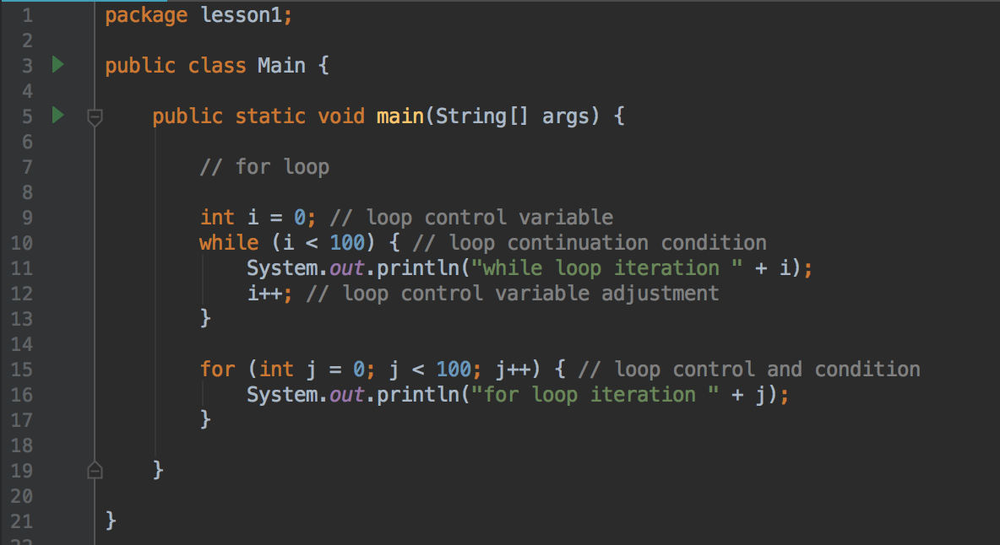 1 package lesson1;
2
3 public class Main {
4
5     public static void main(String[] args) {
6
7         // for loop
8
9         int i = 0; // loop control variable
10         while (i < 100) { // loop continuation condition
11             System.out.println("while loop iteration " + i);
12             i++; // loop control variable adjustment
13         }
14
15         for (int j = 0; j < 100; j++) { // loop control and condition
16             System.out.println("for loop iteration " + j);
17         }
18
19     }
20
21 }